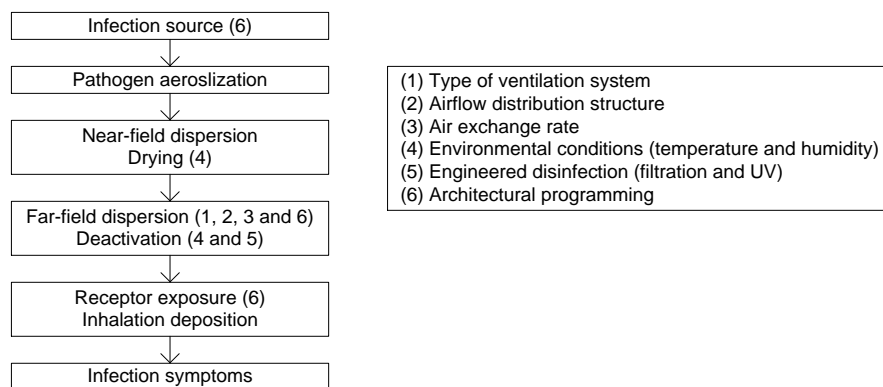 Infection source (6)
Pathogen aeroslization
Near-field dispersion
Drying (4)
Far-field dispersion (1, 2, 3 and 6)
Deactivation (4 and 5)
Receptor exposure (6)
Inhalation deposition
Infection symptoms
(1) Type of ventilation system
(2) Airflow distribution structure
(3) Air exchange rate
(4) Environmental conditions (temperature and humidity)
(5) Engineered disinfection (filtration and UV)
(6) Architectural programming